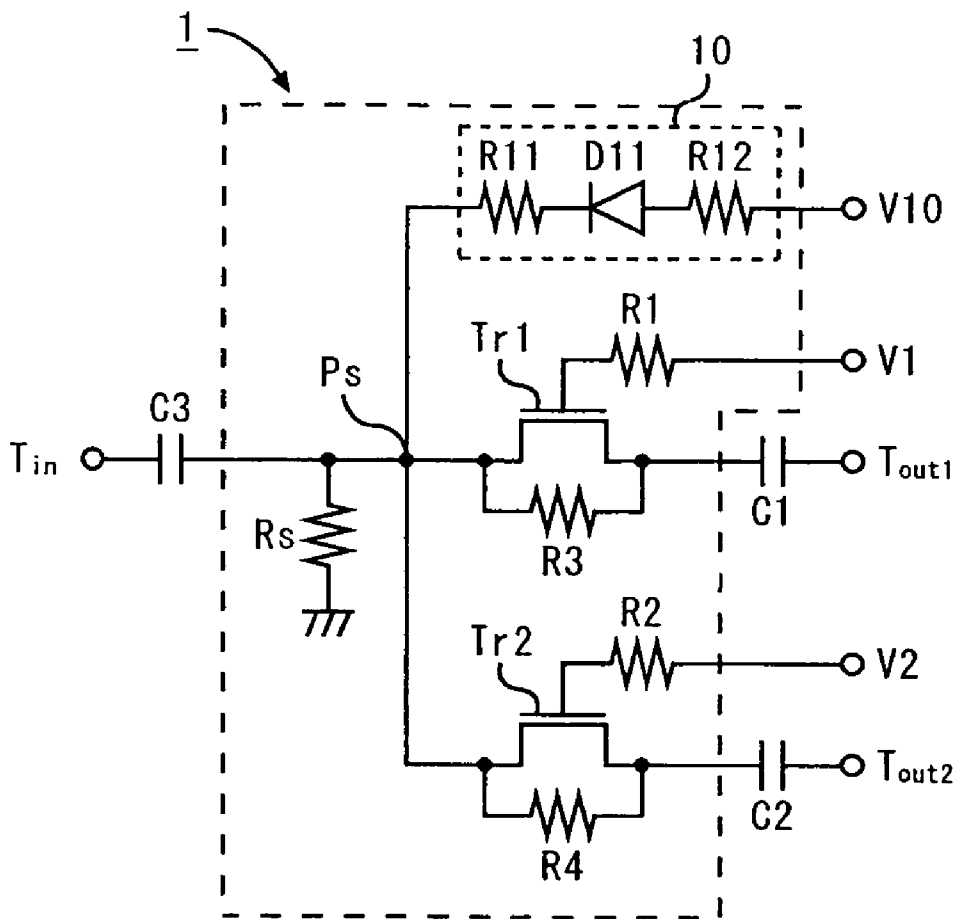 1
10
R11 D11 R12
V10
R1
Tr1
V1
Ps
C3
Tin
Tout1
C1
Rs
R3
R2
Tr2
V2
Tout2
C2
R4